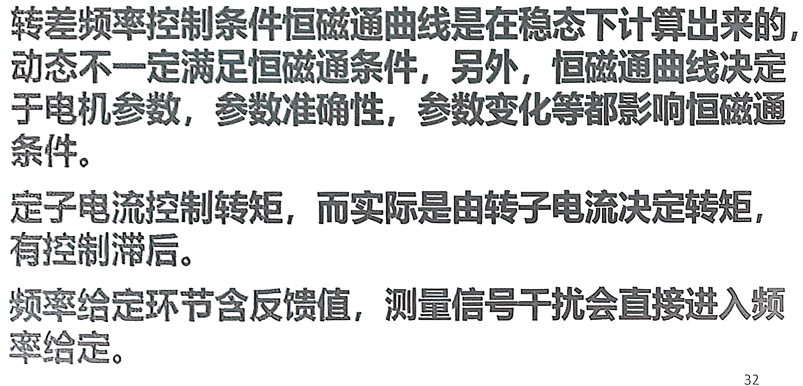 转差频率控制条件恒磁通曲线是在稳态下计算出来的，
动态不一定满足恒磁通条件，另外，恒磁通曲线决定
于电机参数，参数准确性，参数变化等都影响恒磁通
条件。
定子电流控制转矩，而实际是由转子电流决定转矩，
有控制滞后。
频率给定环节含反馈值，测量信号干扰会直接进入频
率给定。
32